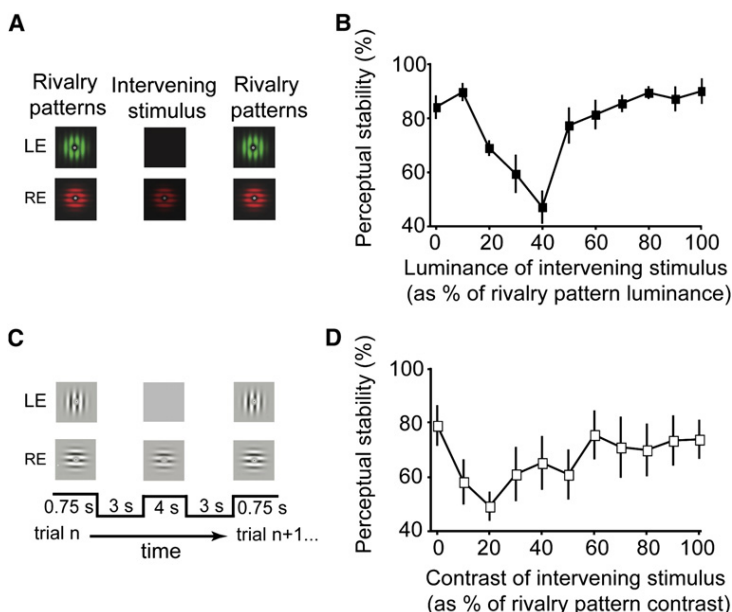 A
Rivalry patterns
Intervening stimulus
Rivalry patterns
LE
RE
B
Perceptual stability (%)
100
80
60
40
0 20 40 60 80 100
Luminance of intervening stimulus
(as % of rivalry pattern luminance)
C
LE
RE
0.75 s 3 s 4 s 3 s 0.75 s
trial n trial n+1...
time
D
Perceptual stability (%)
100
80
60
40
0 20 40 60 80 100
Contrast of intervening stimulus
(as % of rivalry pattern contrast)